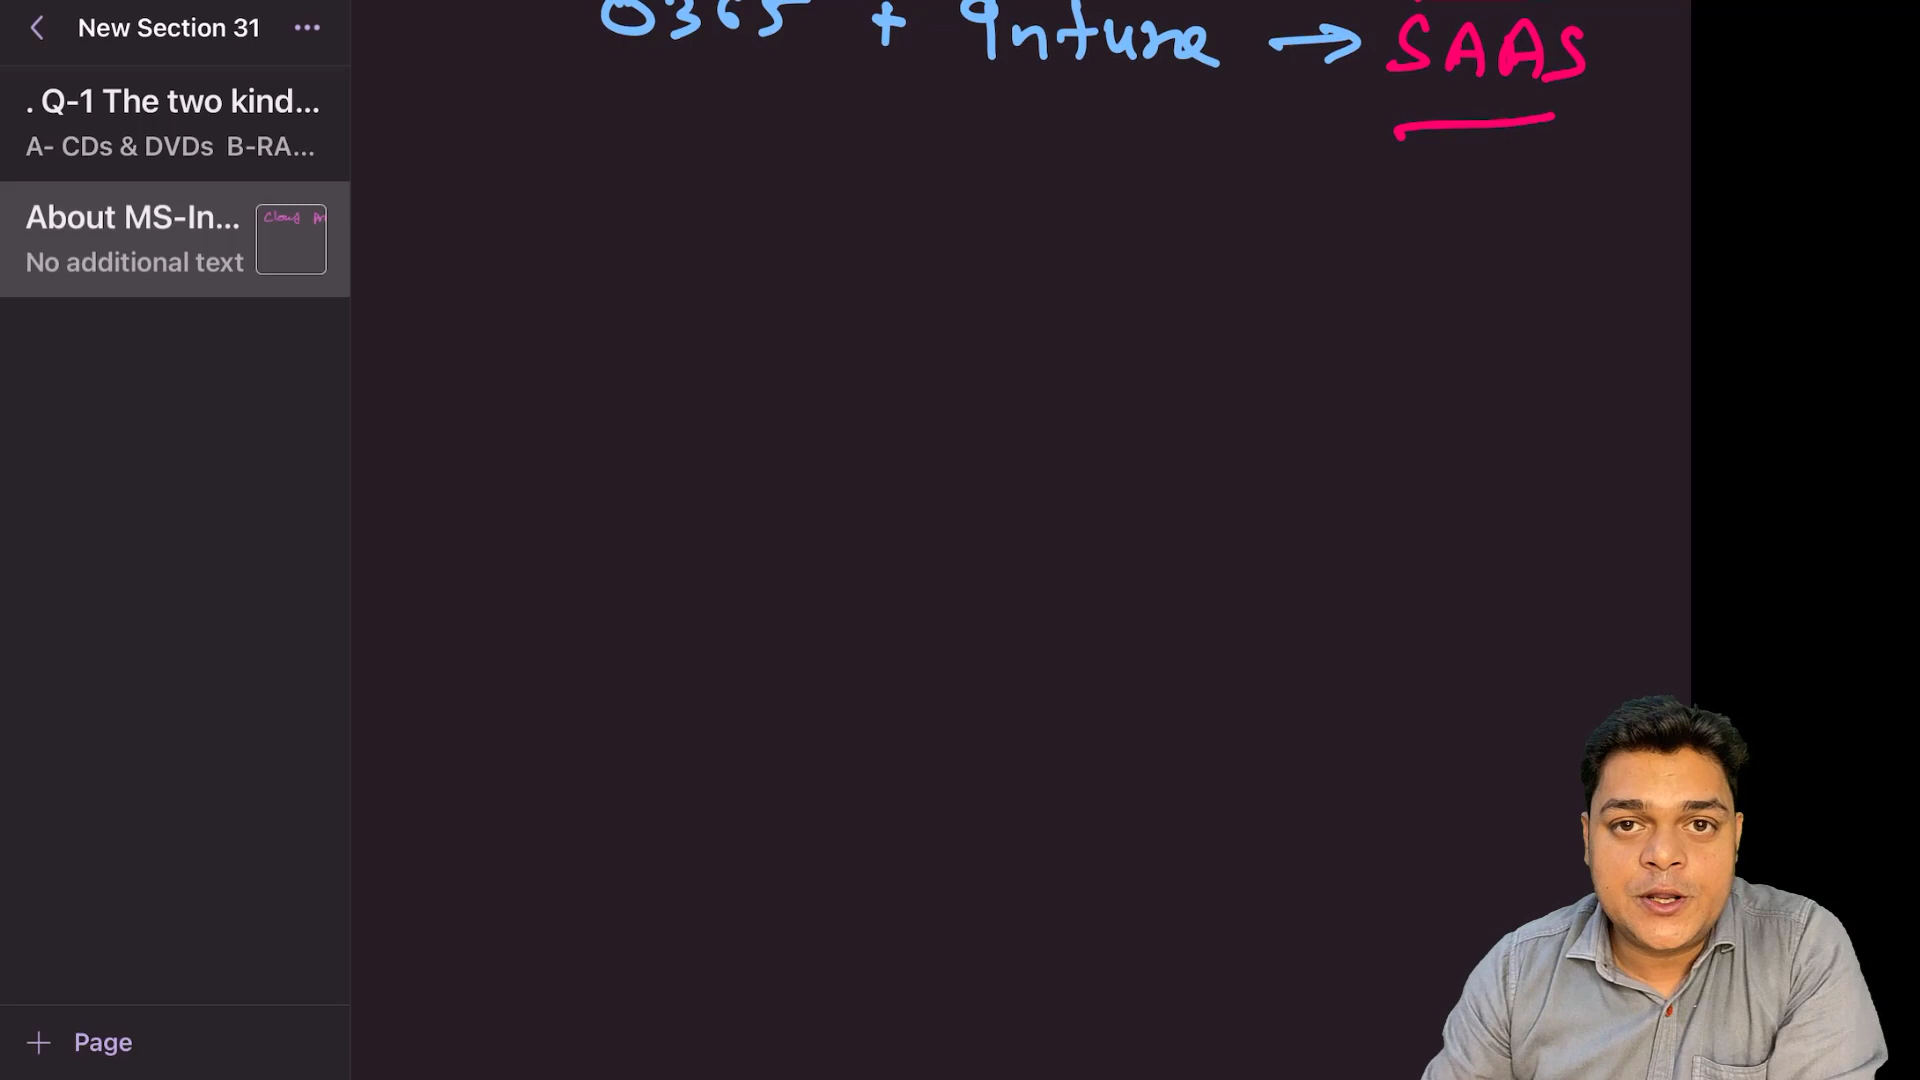 New Section 31 ...
. Q-1 The two kind...
A- CDs & DVDs B-RA...
About MS-In...
No additional text
+ Page
O365 + Intune → SAAS